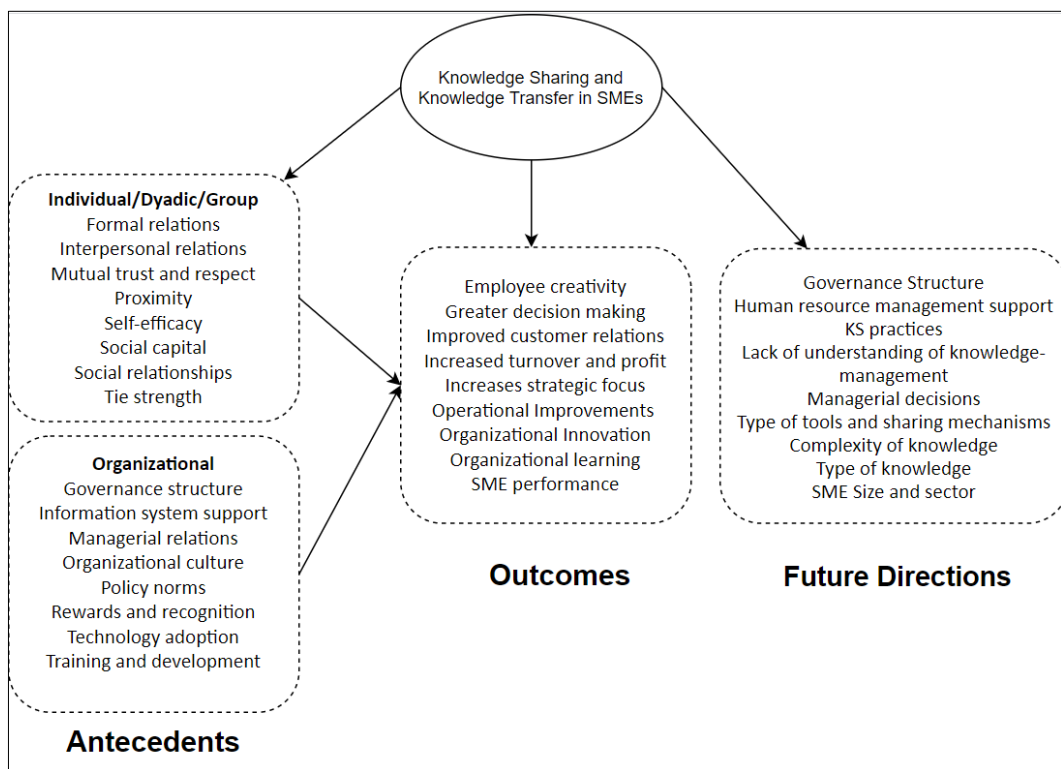 Knowledge Sharing and
Knowledge Transfer in SMEs
Individual/Dyadic/Group
Formal relations
Interpersonal relations
Mutual trust and respect
Proximity
Self-efficacy
Social capital
Social relationships
Tie strength
Organizational
Governance structure
Information system support
Managerial relations
Organizational culture
Policy norms
Rewards and recognition
Technology adoption
Training and development
Antecedents
Employee creativity
Greater decision making
Improved customer relations
Increased turnover and profit
Increases strategic focus
Operational Improvements
Organizational Innovation
Organizational learning
SME performance
Outcomes
Governance Structure
Human resource management support
KS practices
Lack of understanding of knowledge-
management
Managerial decisions
Type of tools and sharing mechanisms
Complexity of knowledge
Type of knowledge
SME Size and sector
Future Directions